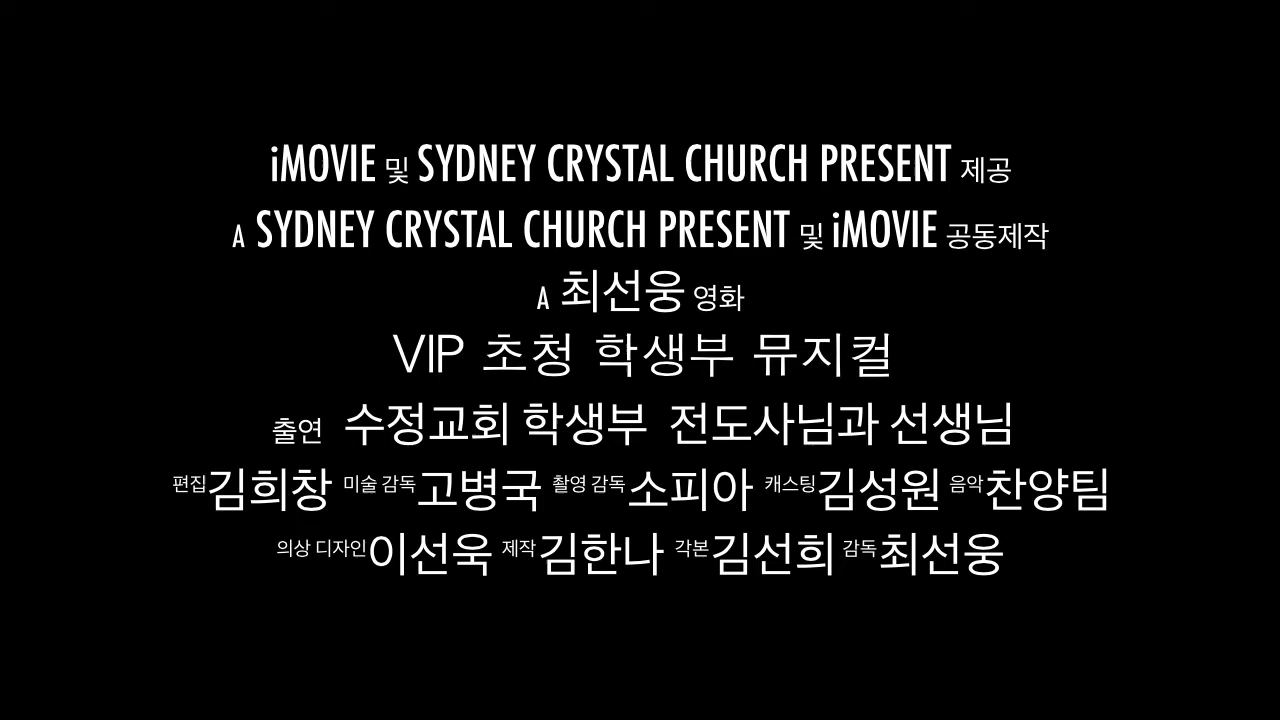 iMOVIE 및 SYDNEY CRYSTAL CHURCH PRESENT 제공
A SYDNEY CRYSTAL CHURCH PRESENT 및 iMOVIE 공동제작
A 최선웅 영화
VIP 초청 학생부 뮤지컬
출연 수정교회 학생부 전도사님과 선생님
편집김희창 미술 감독고병국 촬영 감독소피아 캐스팅김성원 음악찬양팀
의상 디자인이선욱 제작김한나 각본김선희 감독최선웅